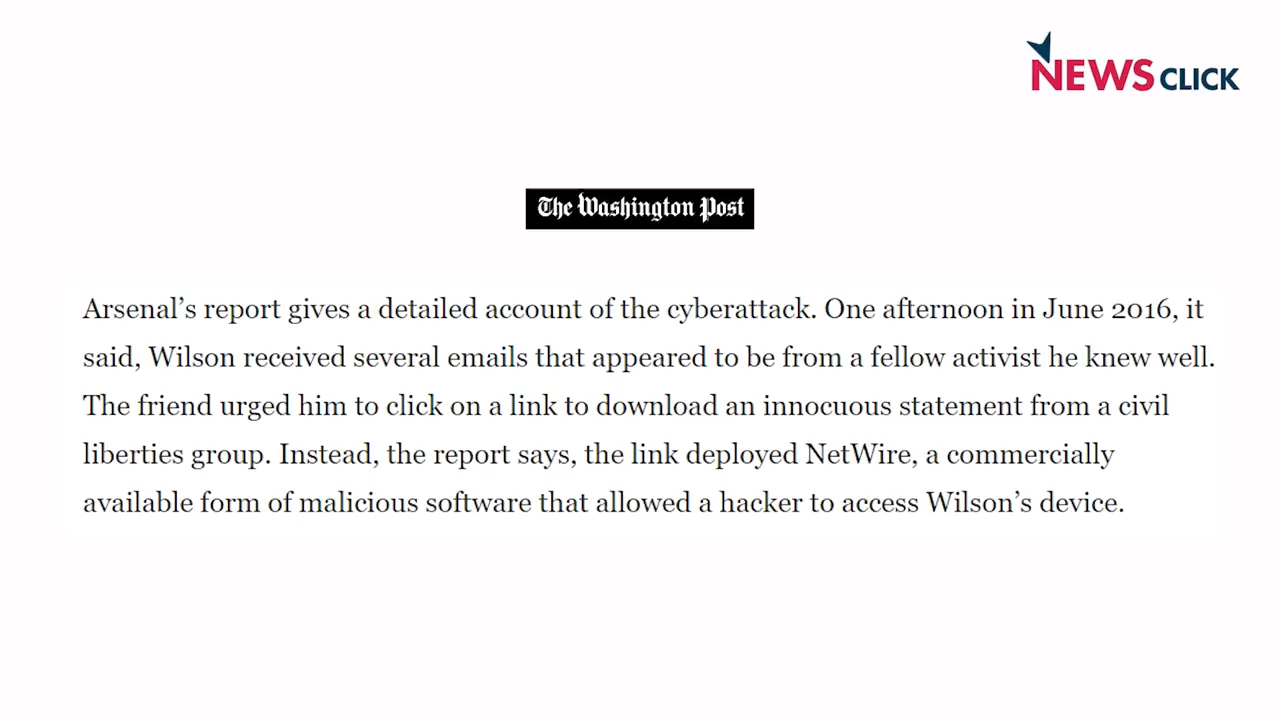 NEWS CLICK
The Washington Post
Arsenal’s report gives a detailed account of the cyberattack. One afternoon in June 2016, it
said, Wilson received several emails that appeared to be from a fellow activist he knew well.
The friend urged him to click on a link to download an innocuous statement from a civil
liberties group. Instead, the report says, the link deployed NetWire, a commercially
available form of malicious software that allowed a hacker to access Wilson’s device.